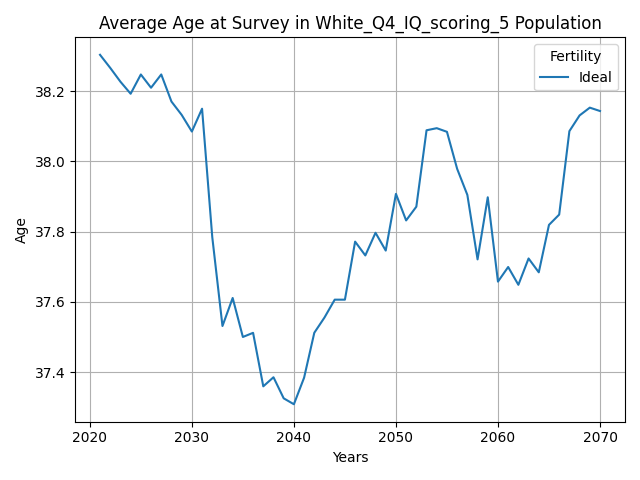 Average Age at Survey in White_Q4_IQ_scoring_5 Population
Fertility
Ideal
38.2
38.0
37.8
37.6
37.4
Age
2020 2030 2040 2050 2060 2070
Years